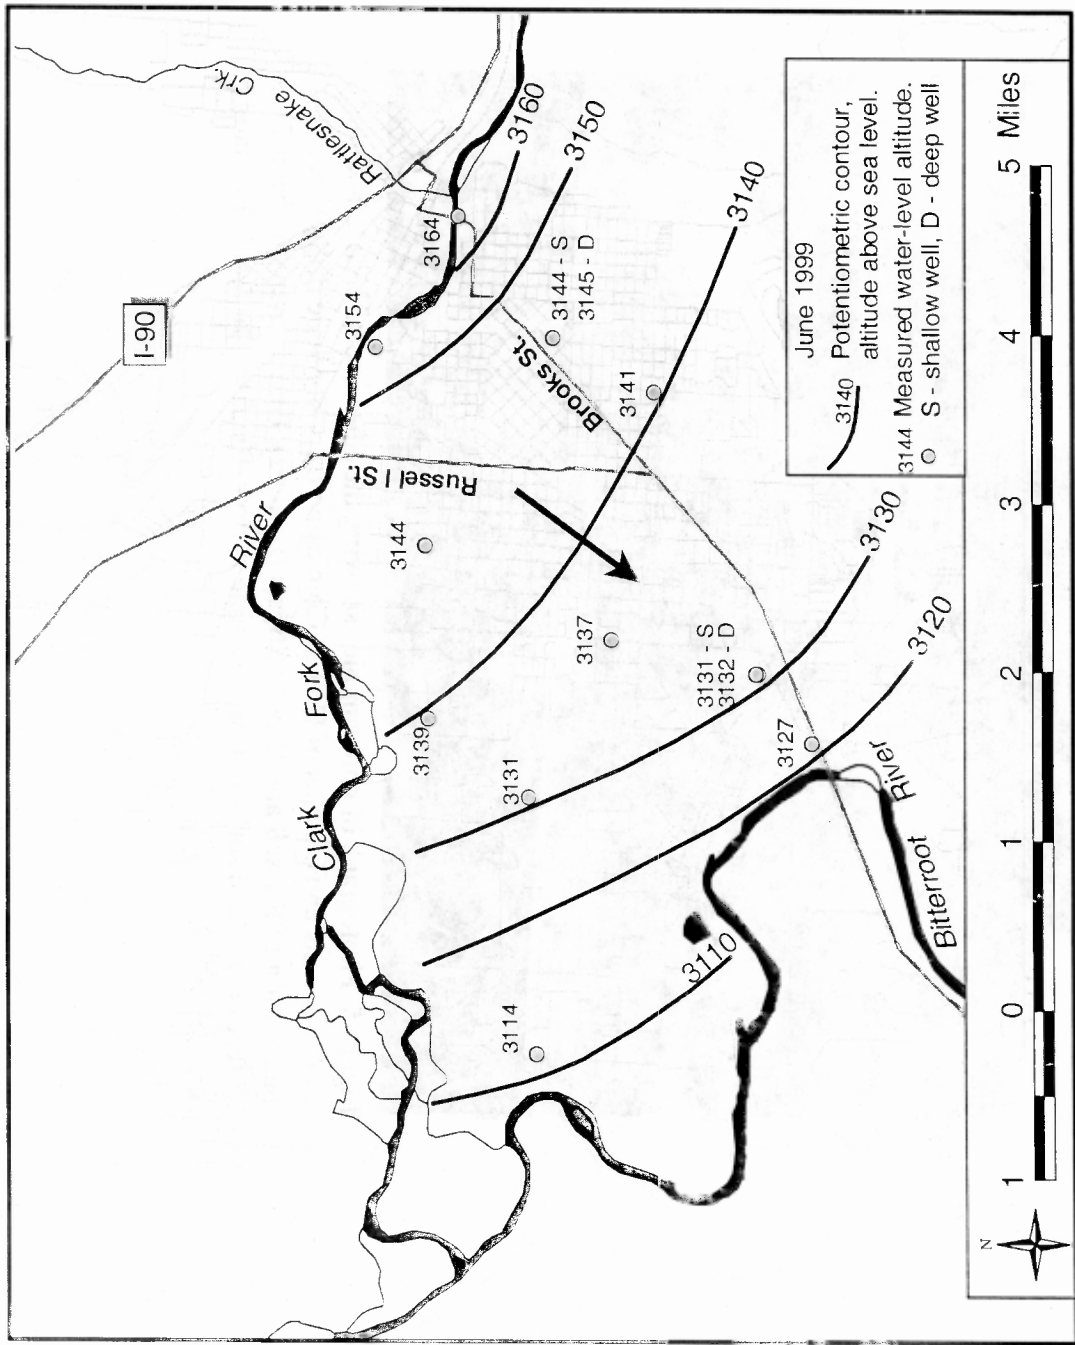 Rattlesnake
Crk.
I-90
3160
3150
3140
3164
3154
3144 - S
3145 - D
Brooks St.
3141
Russel l St.
River
3144
3137
Fork
3139
3131 - S
3132 - D
3130
3120
3131
3127
Clark
River
Bitterroot
3110
3114
June 1999
3140 Potentiometric contour,
altitude above sea level.
3144 Measured water-level altitude.
S - shallow well, D - deep well
N
1 0 1 2 3 4 5 Miles